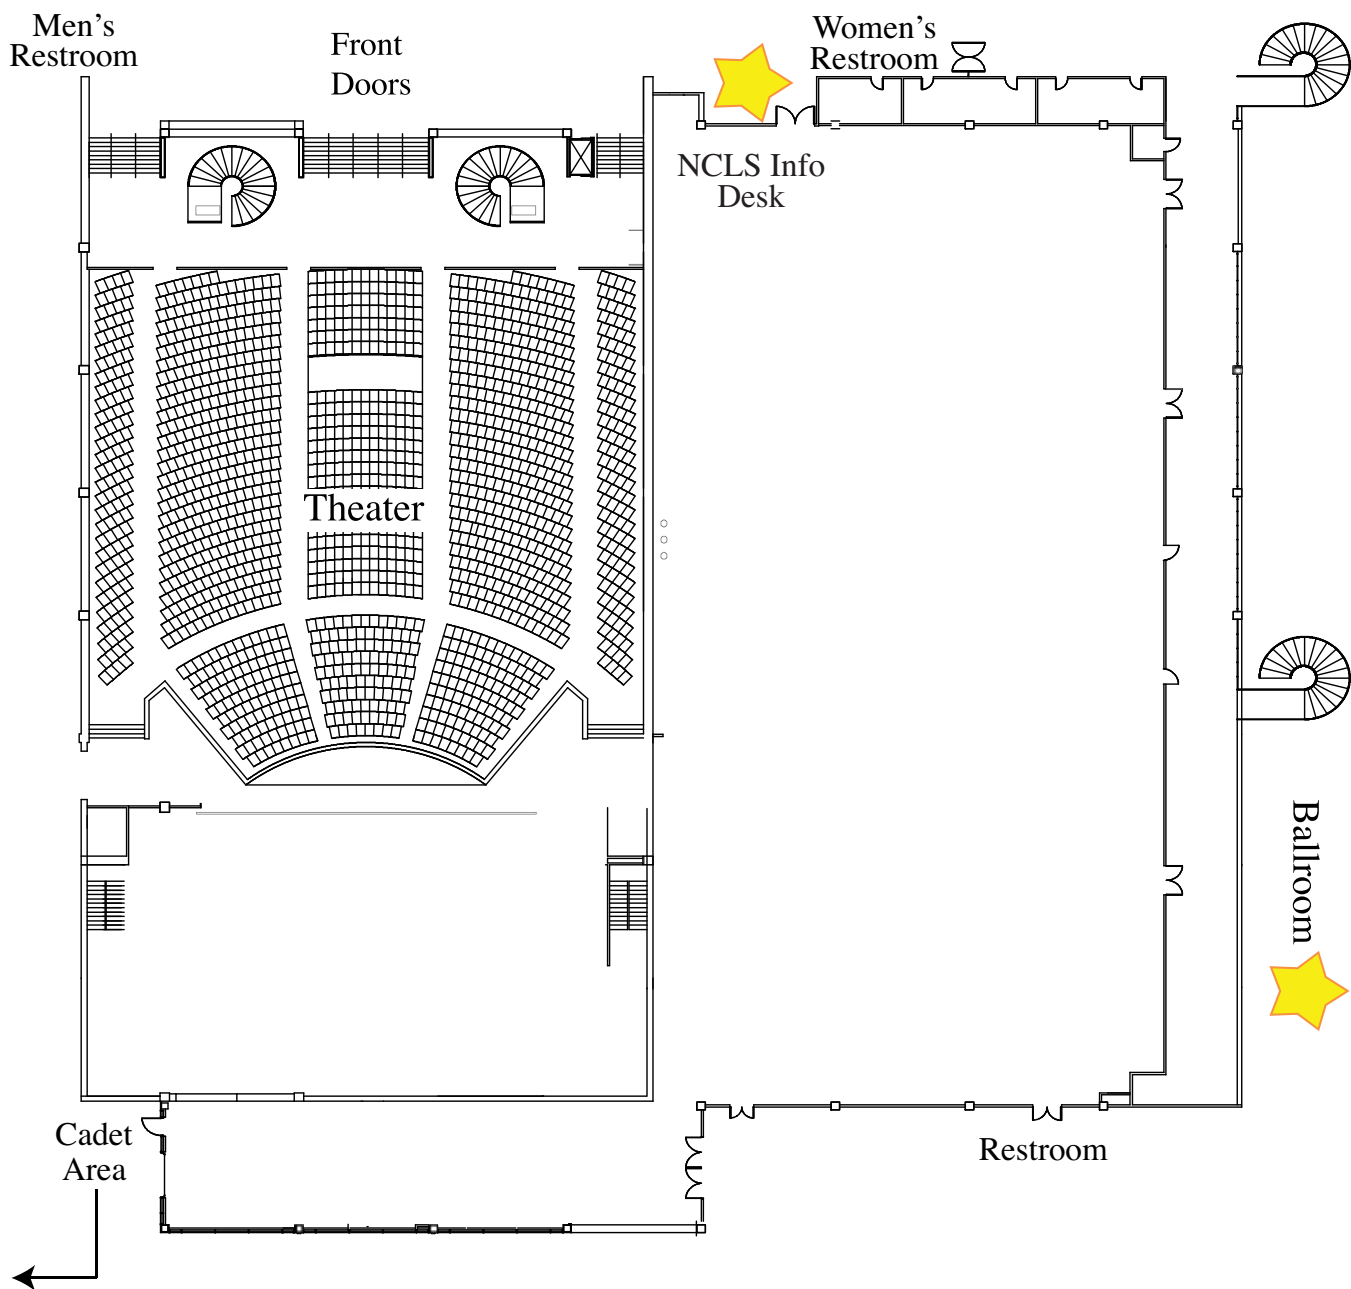 Men's
Restroom
Front
Doors
Women's
Restroom
NCLS Info
Desk
Theater
Ballroom
Cadet
Area
Restroom